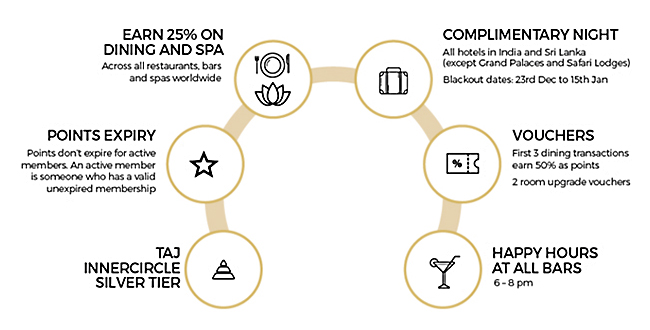 EARN 25% ON
DINING AND SPA
Across all restaurants, bars
and spas worldwide
COMPLIMENTARY NIGHT
All hotels in India and Sri Lanka
(except Grand Palaces and Safari Lodges)
Blackout dates: 23rd Dec to 15th Jan
POINTS EXPIRY
Points don't expire for active
members. An active member
is someone who has a valid
unexpired membership
%
VOUCHERS
First 3 dining transactions
earn 50% as points
2 room upgrade vouchers
TAJ
INNERCIRCLE
SILVER TIER
HAPPY HOURS
AT ALL BARS
6 – 8 pm